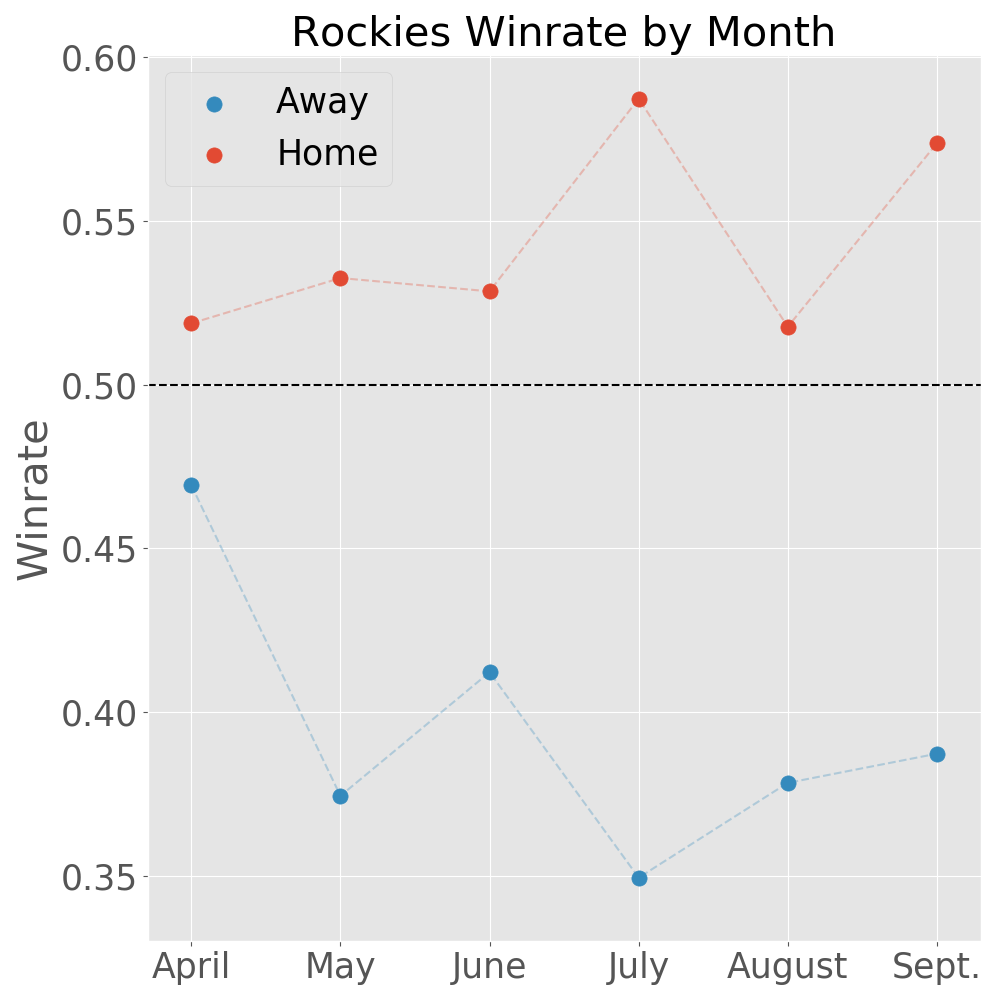 Rockies Winrate by Month
0.60
Away
Home
0.55
0.50
Winrate
0.45
0.40
0.35
April May June July August Sept.